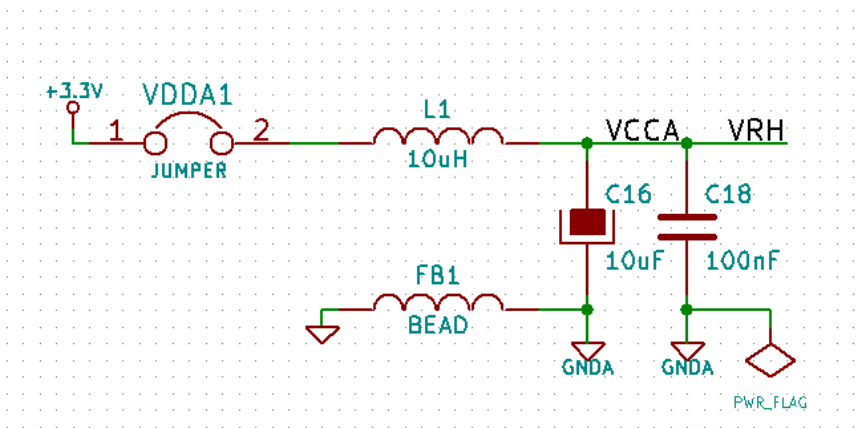 +3.3V
VDDA1
1
2
JUMPER
L1
10uH
VCCA
VRH
C16
C18
10uF
100nF
FB1
BEAD
GNDA
GNDA
PWR_FLAG